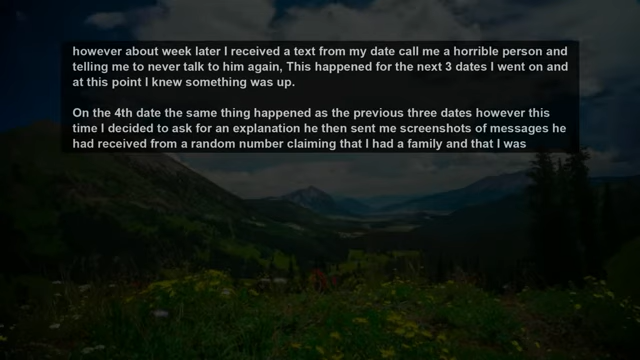 however about week later I received a text from my date call me a horrible person and
telling me to never talk to him again, This happened for the next 3 dates I went on and
at this point I knew something was up.
On the 4th date the same thing happened as the previous three dates however this
time I decided to ask for an explanation he then sent me screenshots of messages he
had received from a random number claiming that I had a family and that I was